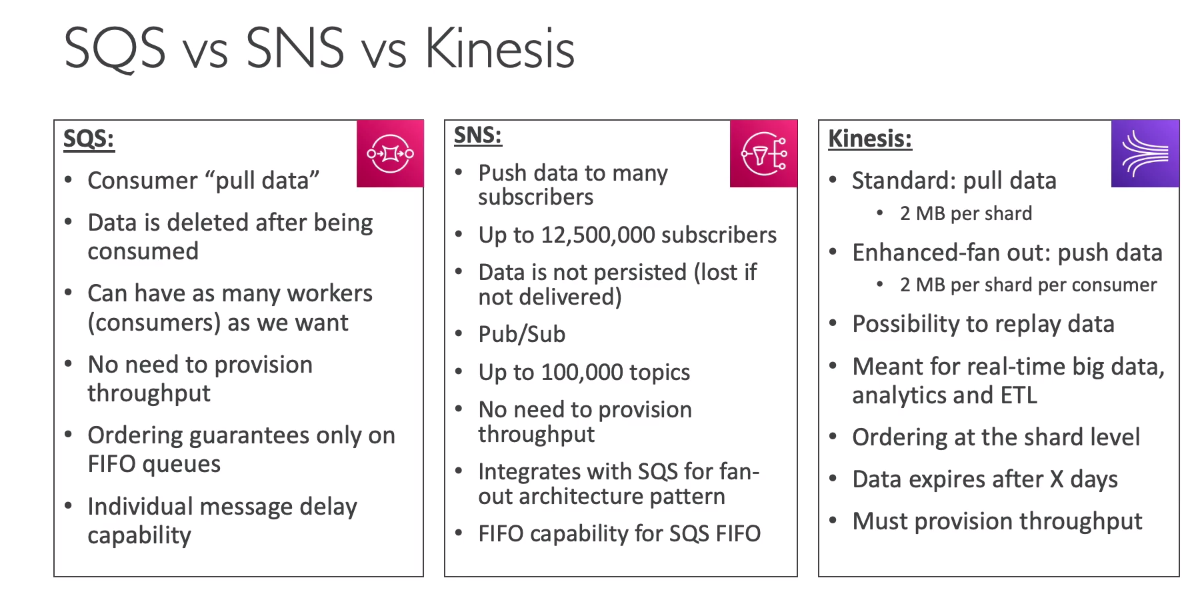 SQS vs SNS vs Kinesis
SQS:
• Consumer “pull data”
• Data is deleted after being
consumed
• Can have as many workers
(consumers) as we want
• No need to provision
throughput
• Ordering guarantees only on
FIFO queues
• Individual message delay
capability
SNS:
• Push data to many
subscribers
• Up to 12,500,000 subscribers
• Data is not persisted (lost if
not delivered)
• Pub/Sub
• Up to 100,000 topics
• No need to provision
throughput
• Integrates with SQS for fan-
out architecture pattern
• FIFO capability for SQS FIFO
Kinesis:
• Standard: pull data
• 2 MB per shard
• Enhanced-fan out: push data
• 2 MB per shard per consumer
• Possibility to replay data
• Meant for real-time big data,
analytics and ETL
• Ordering at the shard level
• Data expires after X days
• Must provision throughput